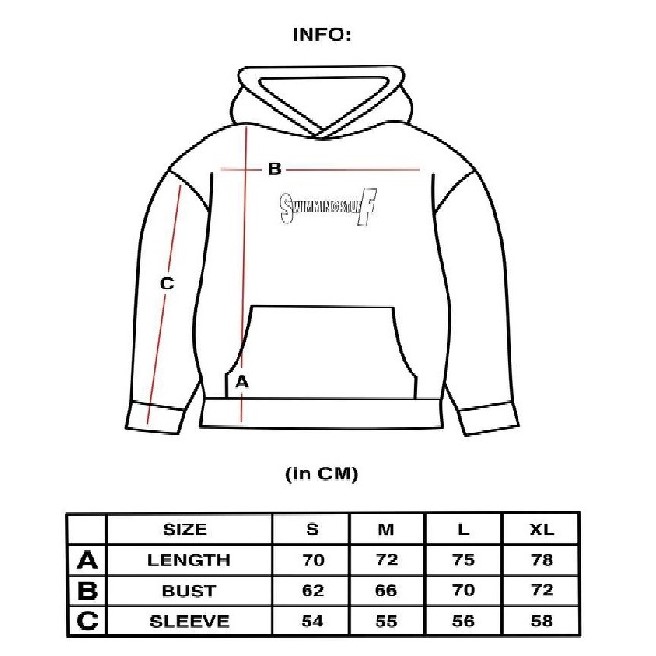 INFO:
B
C
A
(in CM)
SIZE S M L XL
A LENGTH 70 72 75 78
B BUST 62 66 70 72
C SLEEVE 54 55 56 58